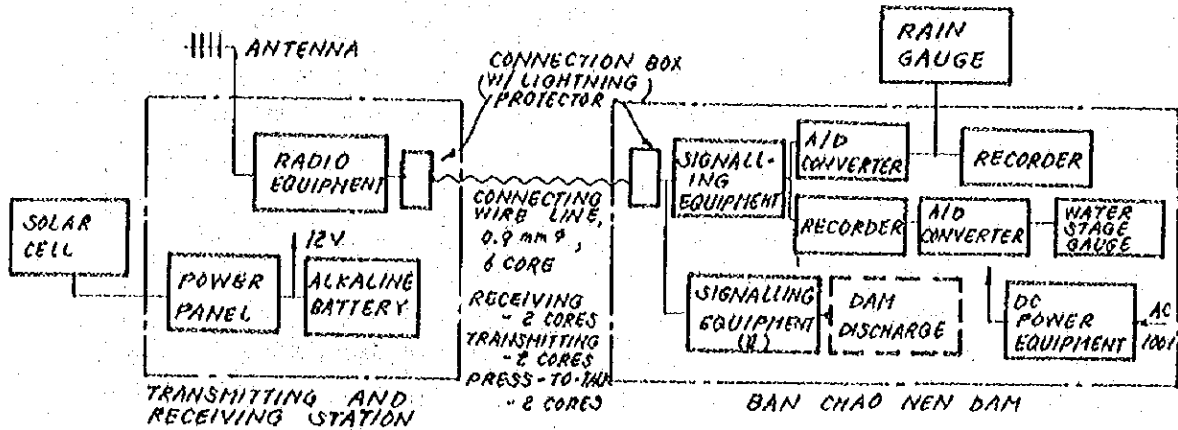 ANTENNA
CONNECTION BOX
(W/ LIGHTNING
PROTECTOR)
RAIN
GAUGE
RADIO
EQUIPMENT
SIGNALL-
ING
EQUIPMENT
A/D
CONVERTER
RECORDER
SOLAR
CELL
12V
POWER
PANEL
ALKALINE
BATTERY
CONNECTING
WIRE LINE,
0.9 mm φ,
6 CORE
RECEIVING
- 2 CORES
TRANSMITTING
- 2 CORES
PRESS-TO-TALK
- 2 CORES
RECORDER
A/D
CONVERTER
WATER
STAGE
GAUGE
SIGNALLING
EQUIPMENT
DAM
DISCHARGE
DC
POWER
EQUIPMENT
AC
TRANSMITTING AND
RECEIVING STATION
BAN CHAO NEN DAM